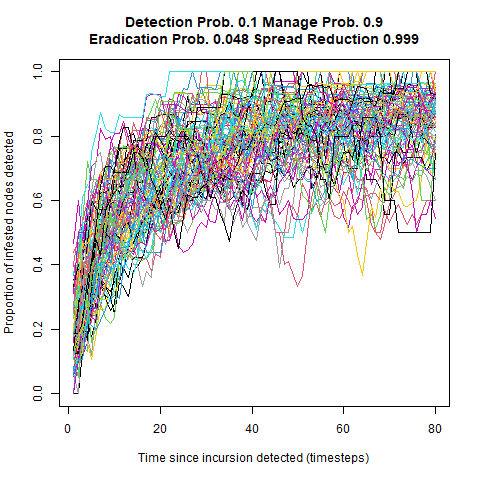 Detection Prob. 0.1 Manage Prob. 0.9
Eradication Prob. 0.048 Spread Reduction 0.999
Proportion of infested nodes detected
1.0
0.8
0.6
0.4
0.2
0.0
0 20 40 60 80
Time since incursion detected (timesteps)